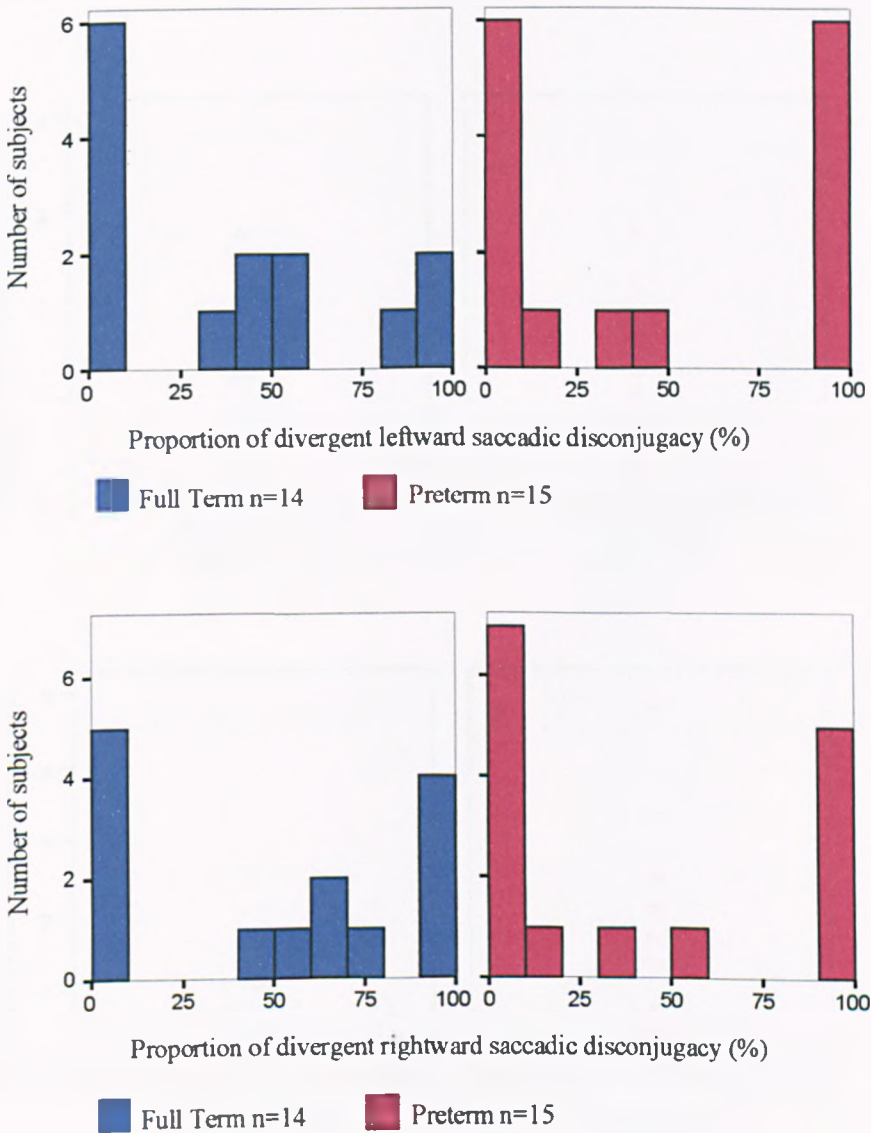 6
4
2
0
Number of subjects
0 25 50 75 100 0 25 50 75 100
Proportion of divergent leftward saccadic disconjugacy (%)
Full Term n=14 Preterm n=15
6
4
2
0
Number of subjects
0 25 50 75 100 0 25 50 75 100
Proportion of divergent rightward saccadic disconjugacy (%)
Full Term n=14 Preterm n=15